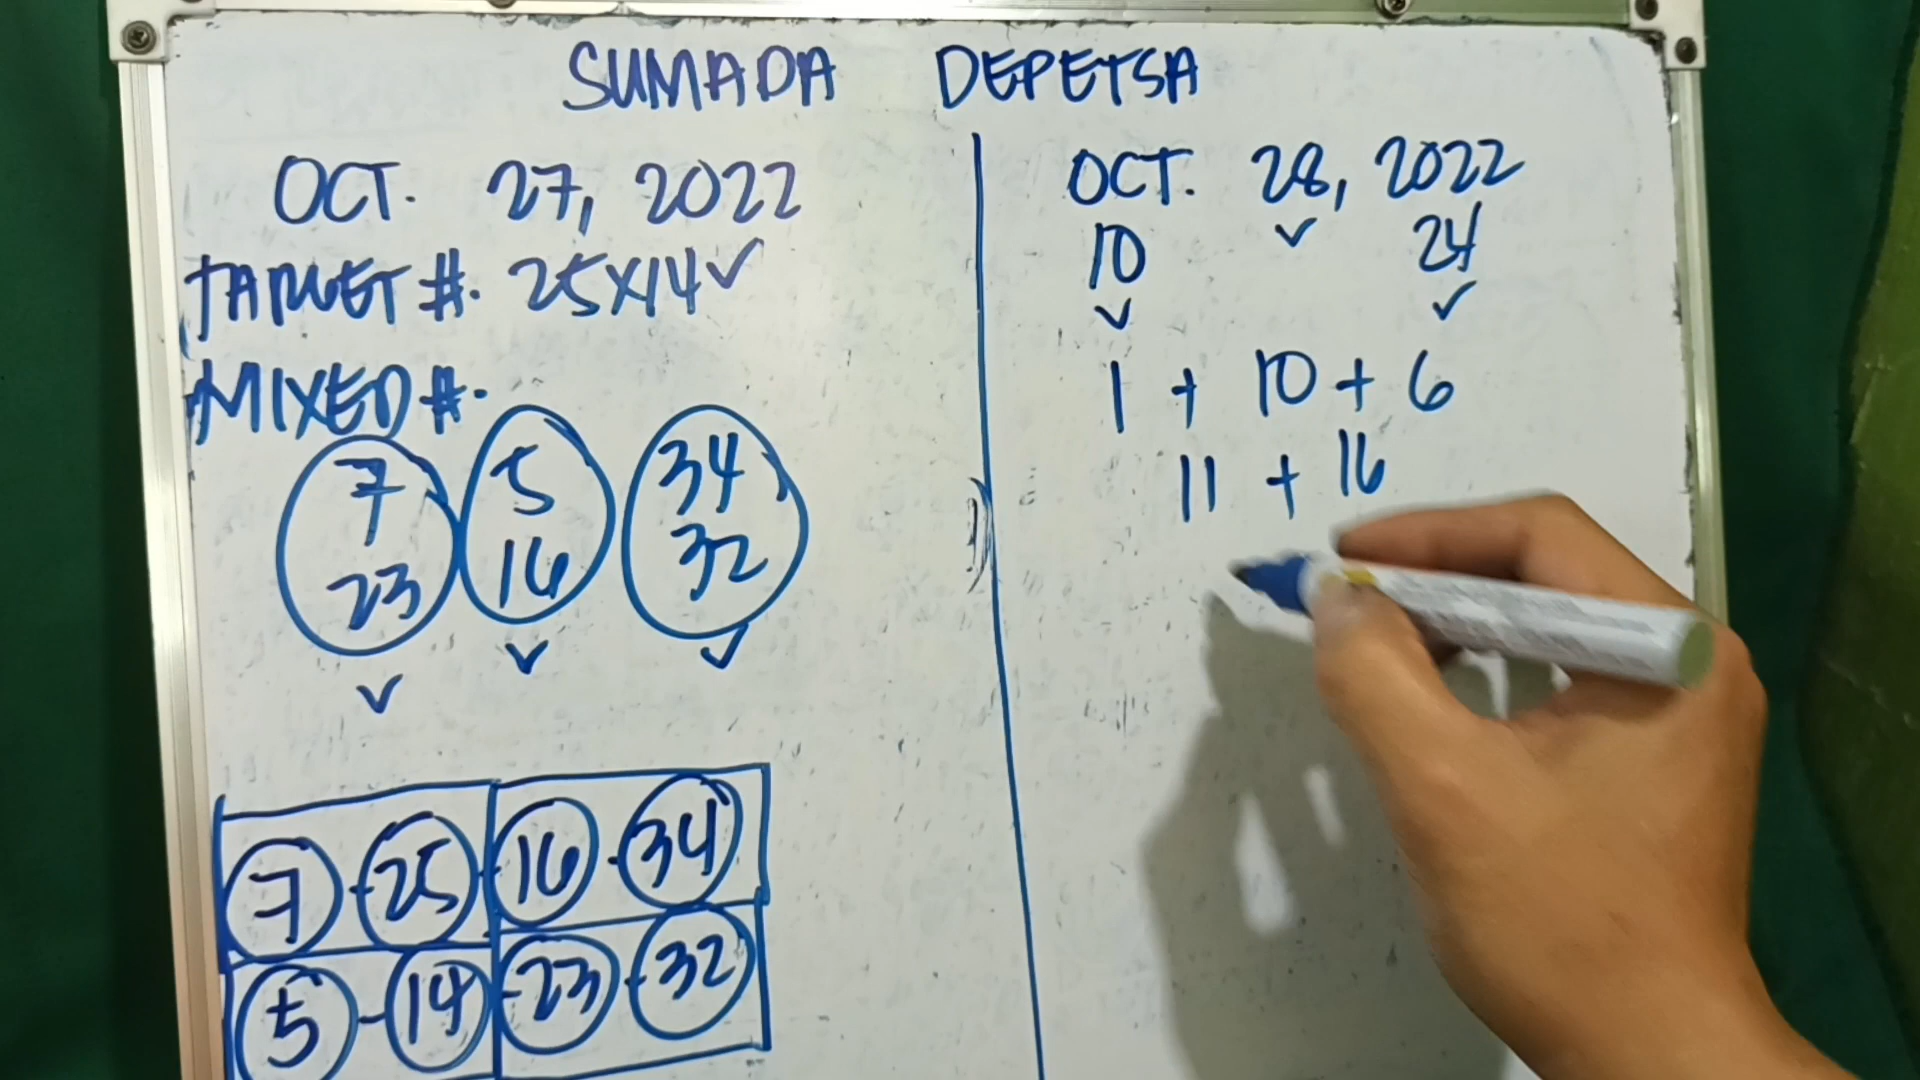 SUMADA DEPETSA
OCT. 27, 2022
TARGET #. 25X14✓
MIXED #.
7 5 34
23 16 32
✓ ✓ ✓
7-25-16-34
5-14-23-32
OCT. 28, 2022
10 ✓ 24
✓ ✓
1 + 10 + 6
11 + 16